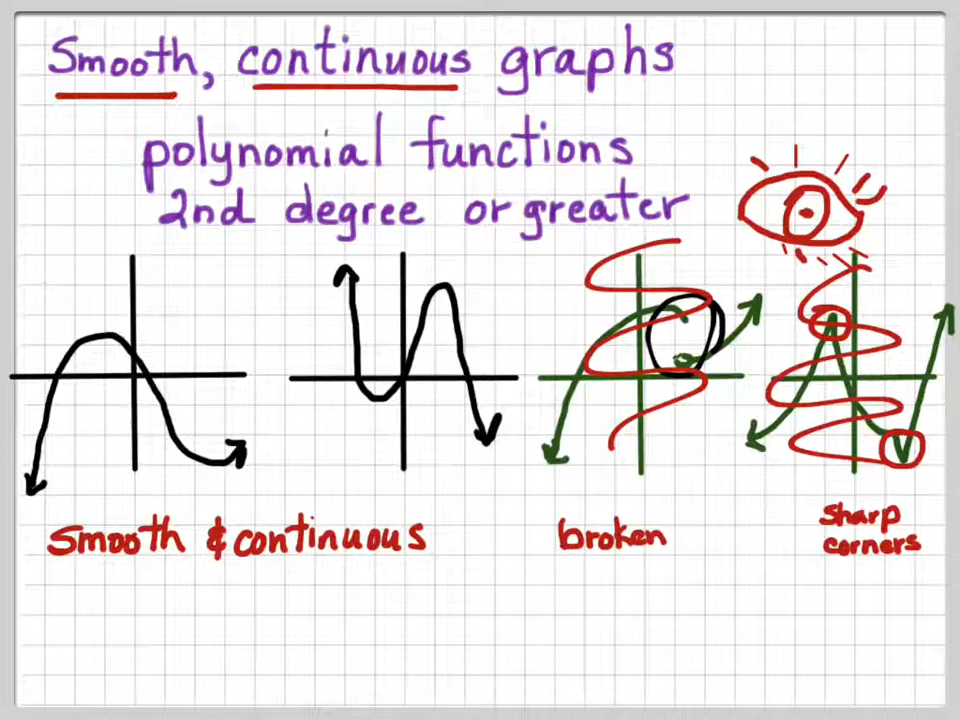 Smooth, continuous graphs
polynomial functions
2nd degree or greater
Smooth & continuous
broken
sharp
corners